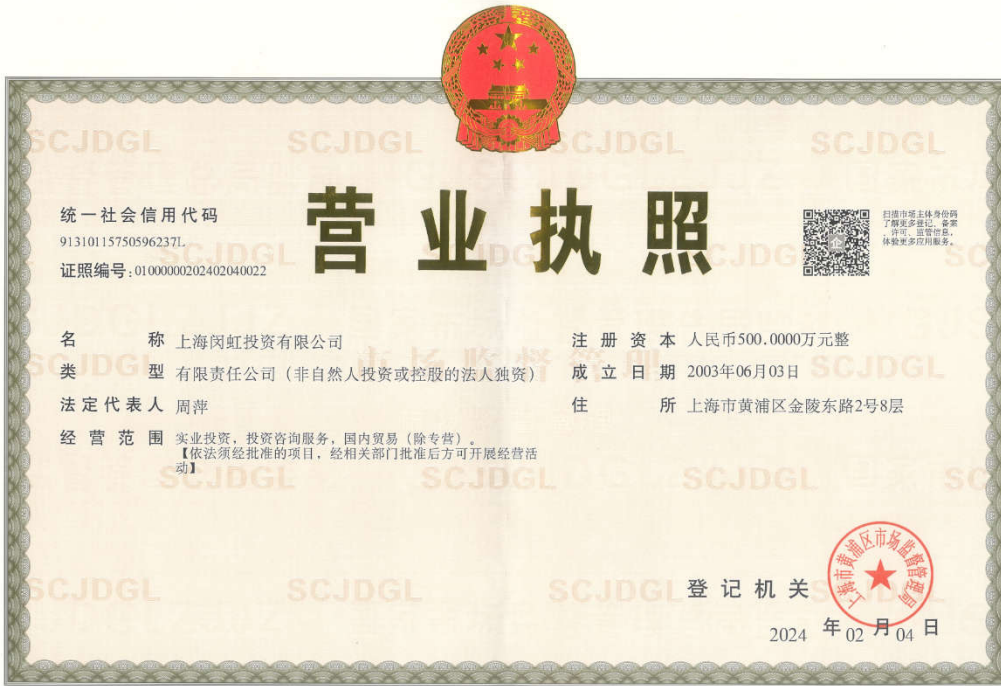 营业执照
统一社会信用代码
91310115750596237L
证照编号:01000000202402040022
扫描市场主体身份码
了解更多登记、备案
、许可、监管信息,
体验更多应用服务。
名 称 上海闵虹投资有限公司
类 型 有限责任公司(非自然人投资或控股的法人独资)
法定代表人 周萍
经营范围 实业投资,投资咨询服务,国内贸易(除专营)。
【依法须经批准的项目,经相关部门批准后方可开展经营活
动】
注册资本 人民币500.0000万元整
成立日期 2003年06月03日
住 所 上海市黄浦区金陵东路2号8层
登记机关
上海市黄浦区市场监督管理局
2024 年 02 月 04 日
SCJDGL SCJDGL SCJDGL SCJDGL
市场监督管理